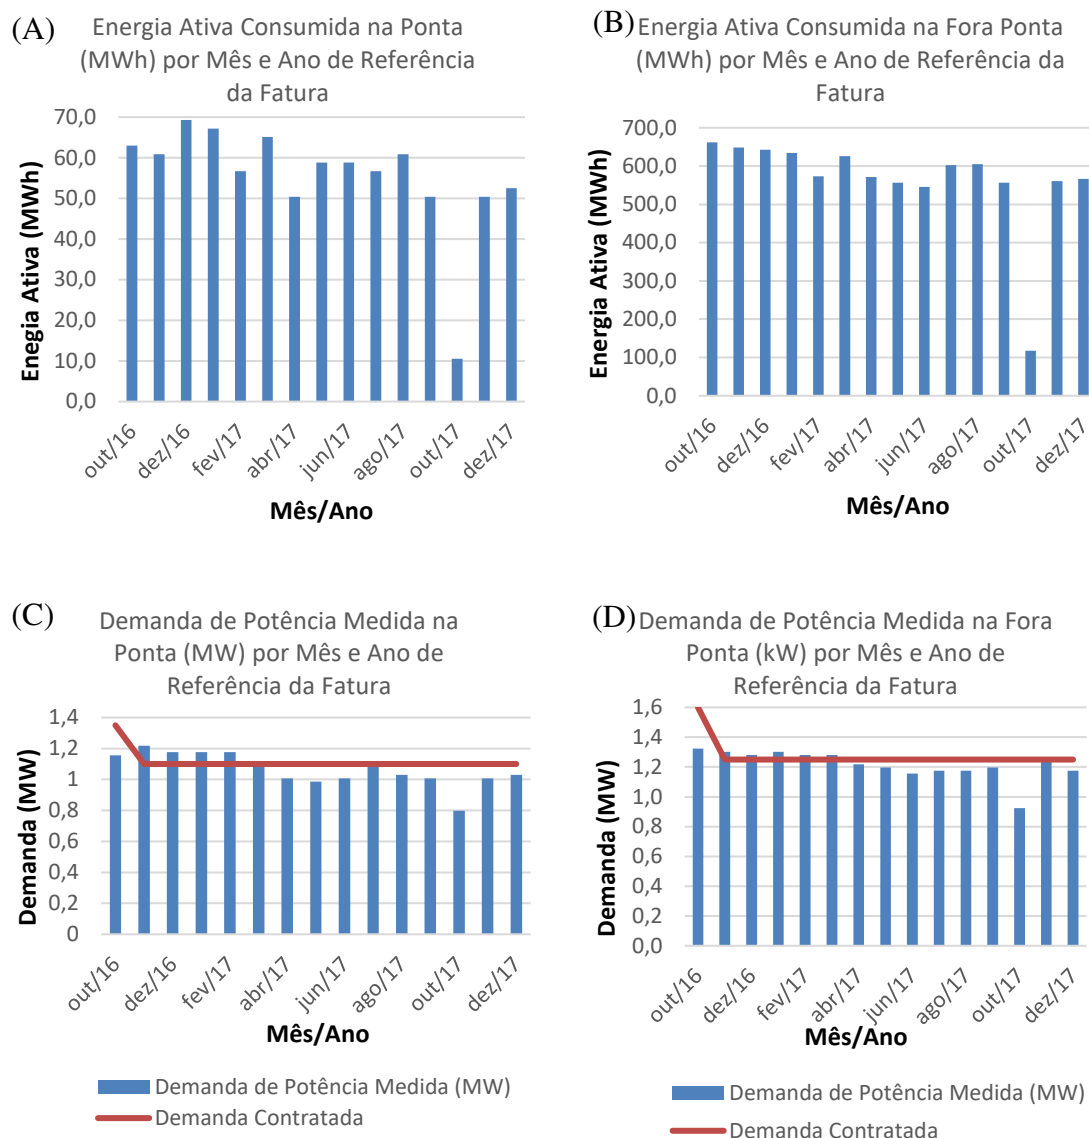 (A)
Energia Ativa Consumida na Ponta
(MWh) por Mês e Ano de Referência
da Fatura
70,0
60,0
50,0
40,0
30,0
20,0
10,0
0,0
Enegia Ativa (MWh)
out/16
dez/16
fev/17
abr/17
jun/17
ago/17
out/17
dez/17
Mês/Ano
(B)
Energia Ativa Consumida na Fora Ponta
(MWh) por Mês e Ano de Referência da
Fatura
700,0
600,0
500,0
400,0
300,0
200,0
100,0
0,0
Energia Ativa (MWh)
out/16
dez/16
fev/17
abr/17
jun/17
ago/17
out/17
dez/17
Mês/Ano
(C)
Demanda de Potência Medida na
Ponta (MW) por Mês e Ano de
Referência da Fatura
1,4
1,2
1
0,8
0,6
0,4
0,2
0
Demanda (MW)
out/16
dez/16
fev/17
abr/17
jun/17
ago/17
out/17
dez/17
Mês/Ano
Demanda de Potência Medida (MW)
Demanda Contratada
(D)
Demanda de Potência Medida na Fora
Ponta (kW) por Mês e Ano de
Referência da Fatura
1,6
1,4
1,2
1,0
0,8
0,6
0,4
0,2
0,0
Demanda (MW)
out/16
dez/16
fev/17
abr/17
jun/17
ago/17
out/17
dez/17
Mês/Ano
Demanda de Potência Medida (MW)
Demanda Contratada